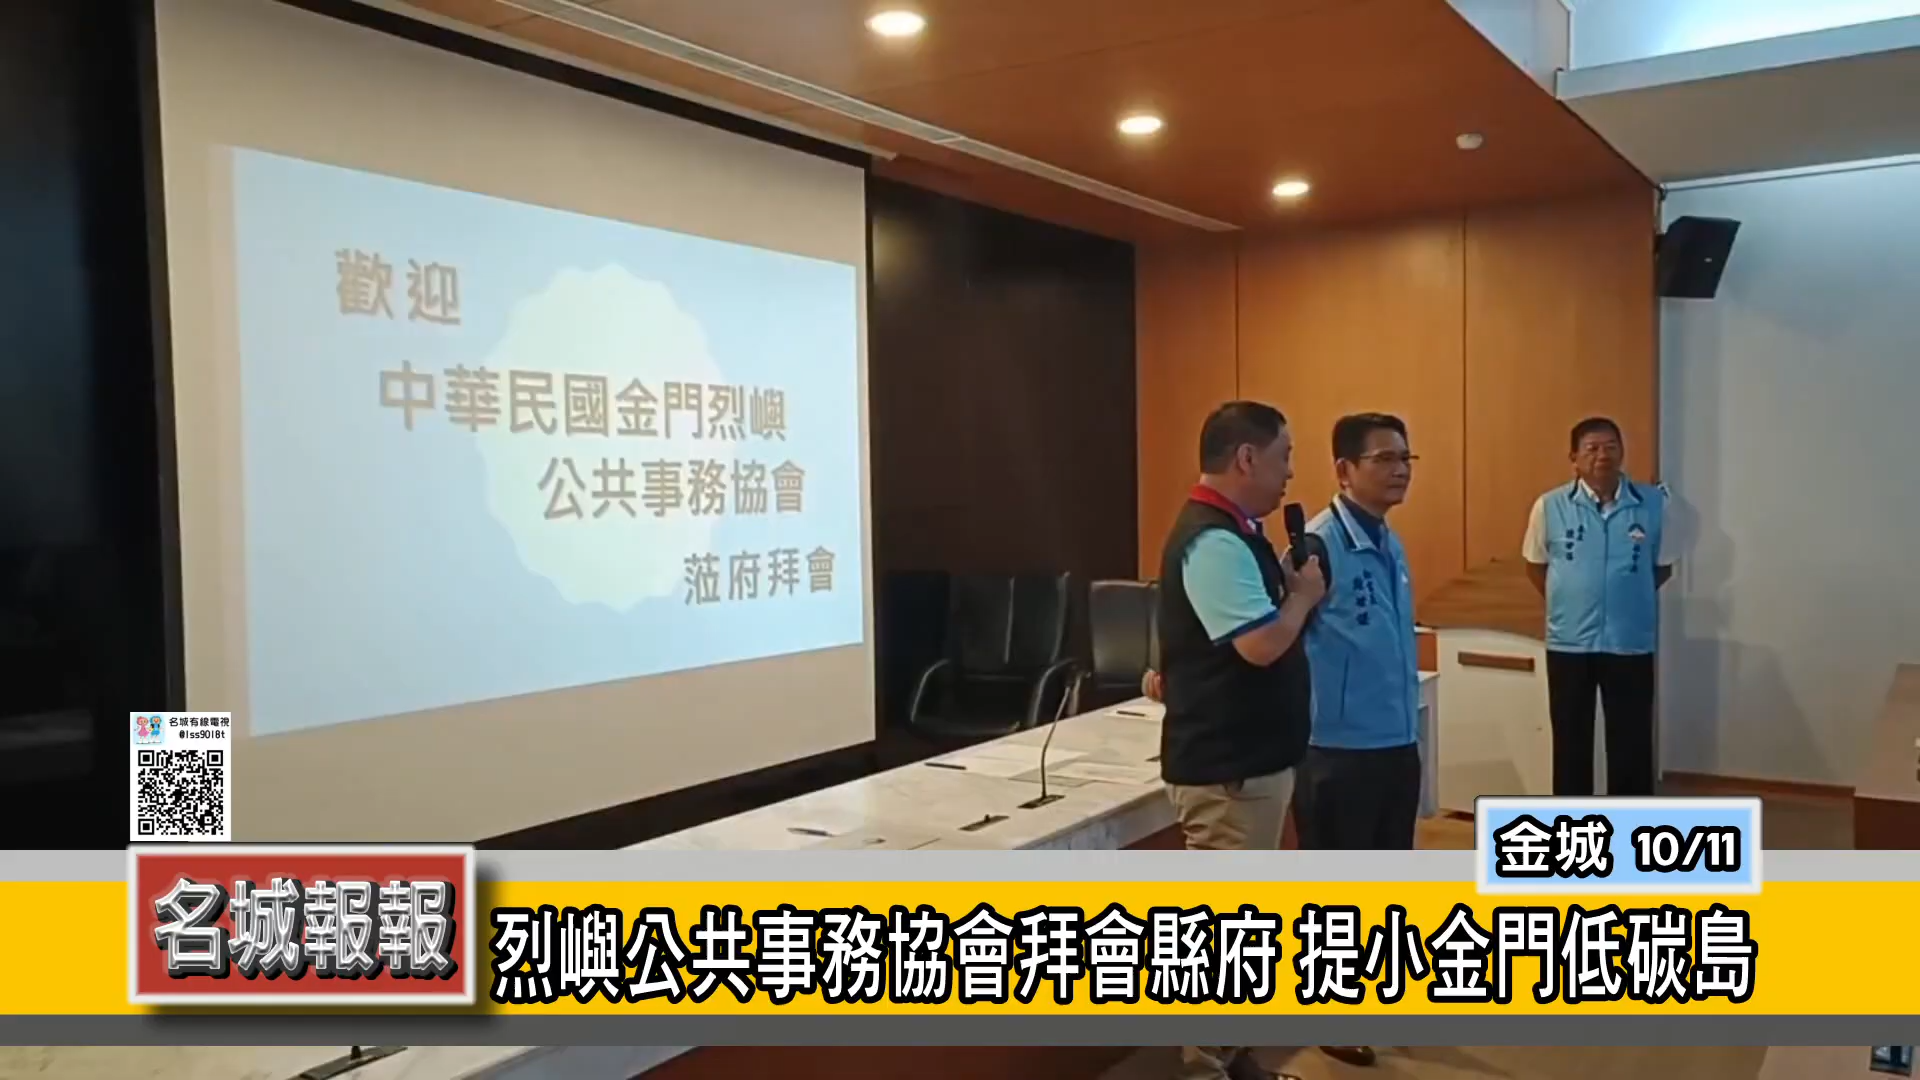 歡迎
中華民國金門烈嶼
公共事務協會
蒞府拜會
名城有線電視
@lss9018t
金城 10/11
名城報報
烈嶼公共事務協會拜會縣府 提小金門低碳島